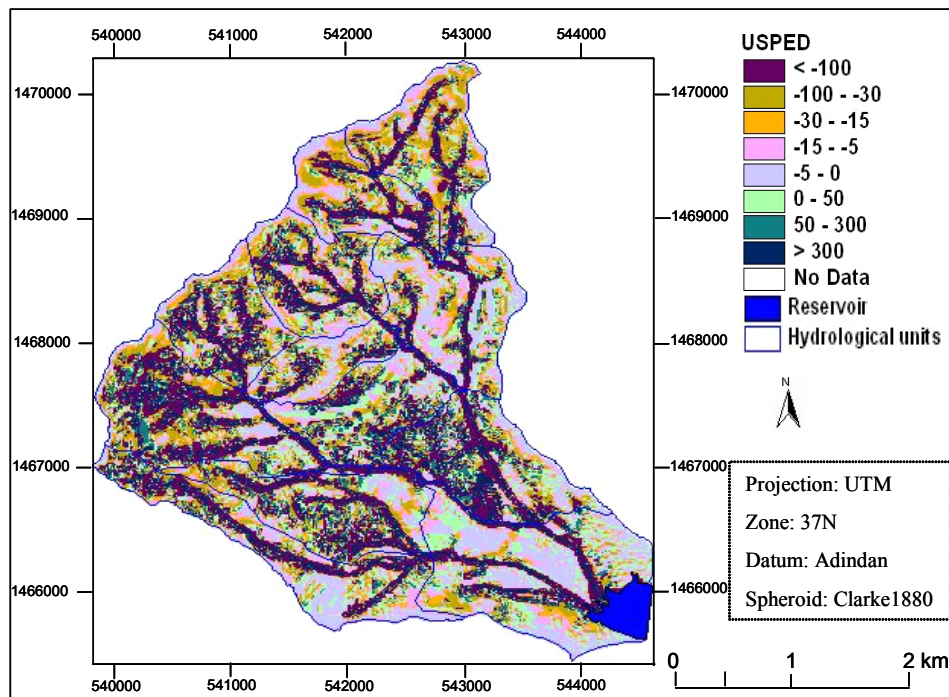 540000 541000 542000 543000 544000
USPED
< -100
-100 - -30
-30 - -15
-15 - -5
-5 - 0
0 - 50
50 - 300
> 300
No Data
Reservoir
Hydrological units
1470000 1470000
1469000 1469000
1468000 1468000
N
1467000 1467000
Projection: UTM
Zone: 37N
Datum: Adindan
Spheroid: Clarke1880
1466000 1466000
0 1 2 km
540000 541000 542000 543000 544000